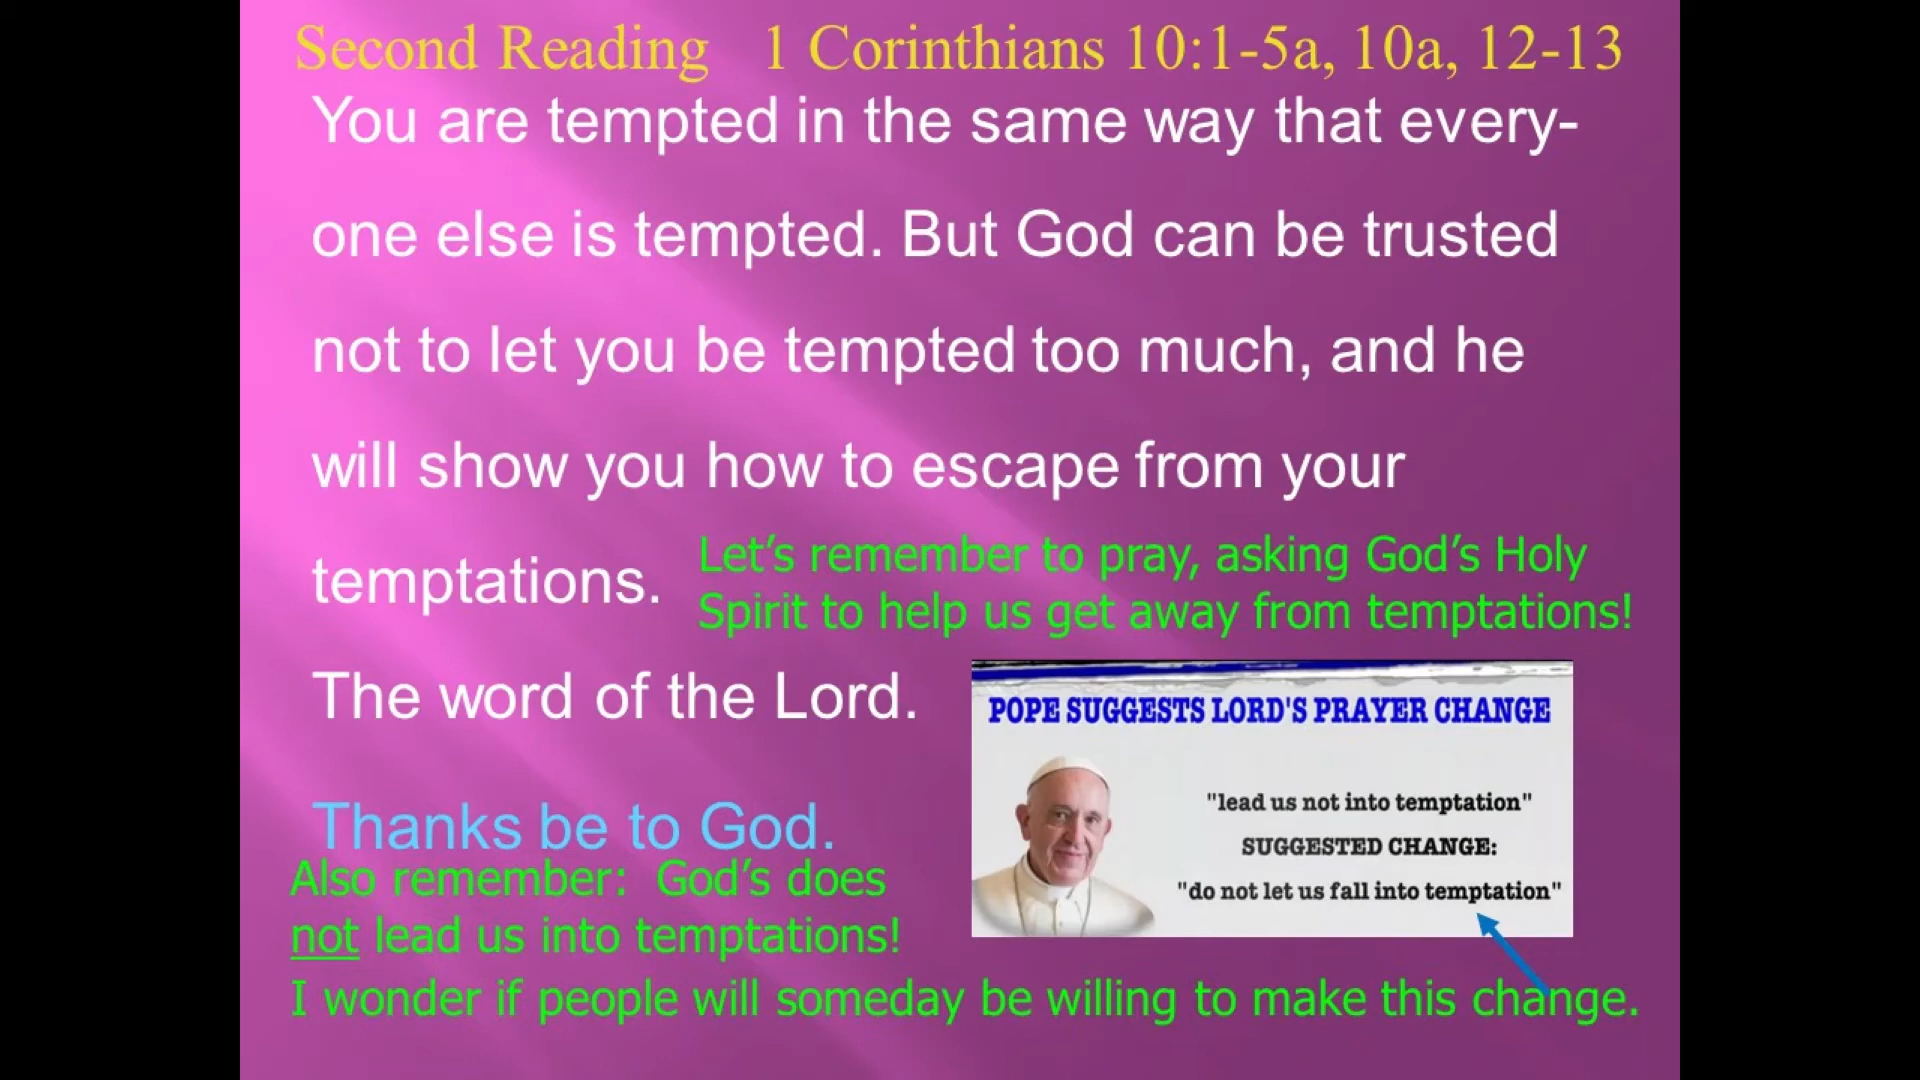 Second Reading   1 Corinthians 10:1-5a, 10a, 12-13
You are tempted in the same way that every-
one else is tempted. But God can be trusted
not to let you be tempted too much, and he
will show you how to escape from your
temptations.
Let's remember to pray, asking God's Holy
Spirit to help us get away from temptations!
The word of the Lord.
POPE SUGGESTS LORD'S PRAYER CHANGE
"lead us not into temptation"
SUGGESTED CHANGE:
"do not let us fall into temptation"
Thanks be to God.
Also remember:  God's does
not lead us into temptations!
I wonder if people will someday be willing to make this change.